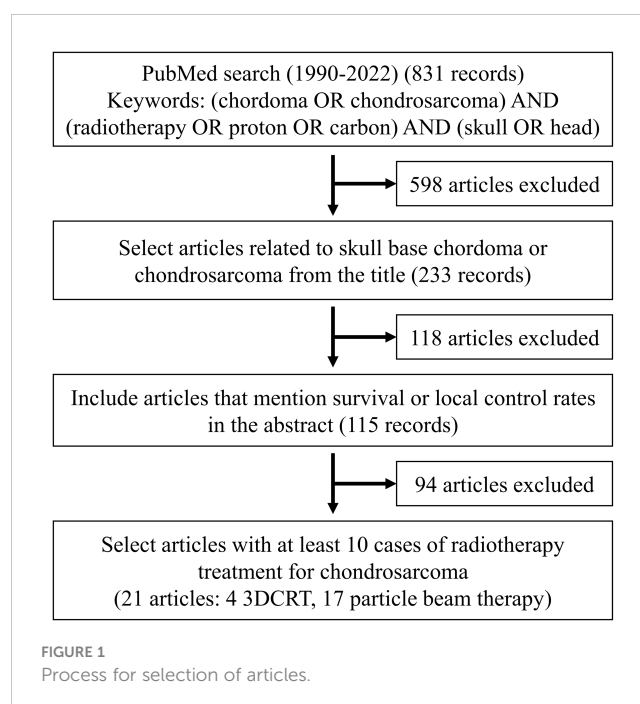 PubMed search (1990-2022) (831 records)
Keywords: (chordoma OR chondrosarcoma) AND
(radiotherapy OR proton OR carbon) AND (skull OR head)
598 articles excluded
Select articles related to skull base chordoma or
chondrosarcoma from the title (233 records)
118 articles excluded
Include articles that mention survival or local control rates
in the abstract (115 records)
94 articles excluded
Select articles with at least 10 cases of radiotherapy
treatment for chondrosarcoma
(21 articles: 4 3DCRT, 17 particle beam therapy)
FIGURE 1
Process for selection of articles.